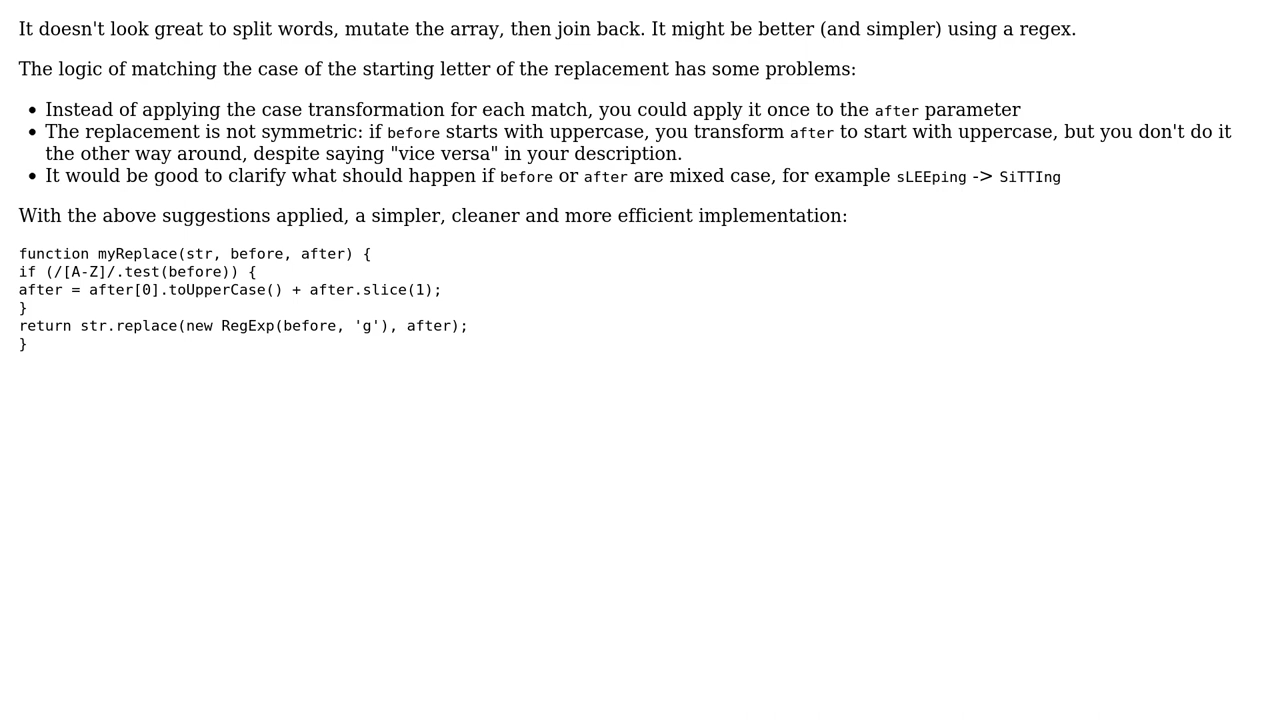 It doesn't look great to split words, mutate the array, then join back. It might be better (and simpler) using a regex.
The logic of matching the case of the starting letter of the replacement has some problems:
• Instead of applying the case transformation for each match, you could apply it once to the after parameter
• The replacement is not symmetric: if before starts with uppercase, you transform after to start with uppercase, but you don't do it
the other way around, despite saying "vice versa" in your description.
• It would be good to clarify what should happen if before or after are mixed case, for example sLEEping -> SiTTIng
With the above suggestions applied, a simpler, cleaner and more efficient implementation:
function myReplace(str, before, after) {
if (/[A-Z]/.test(before)) {
after = after[0].toUpperCase() + after.slice(1);
}
return str.replace(new RegExp(before, 'g'), after);
}